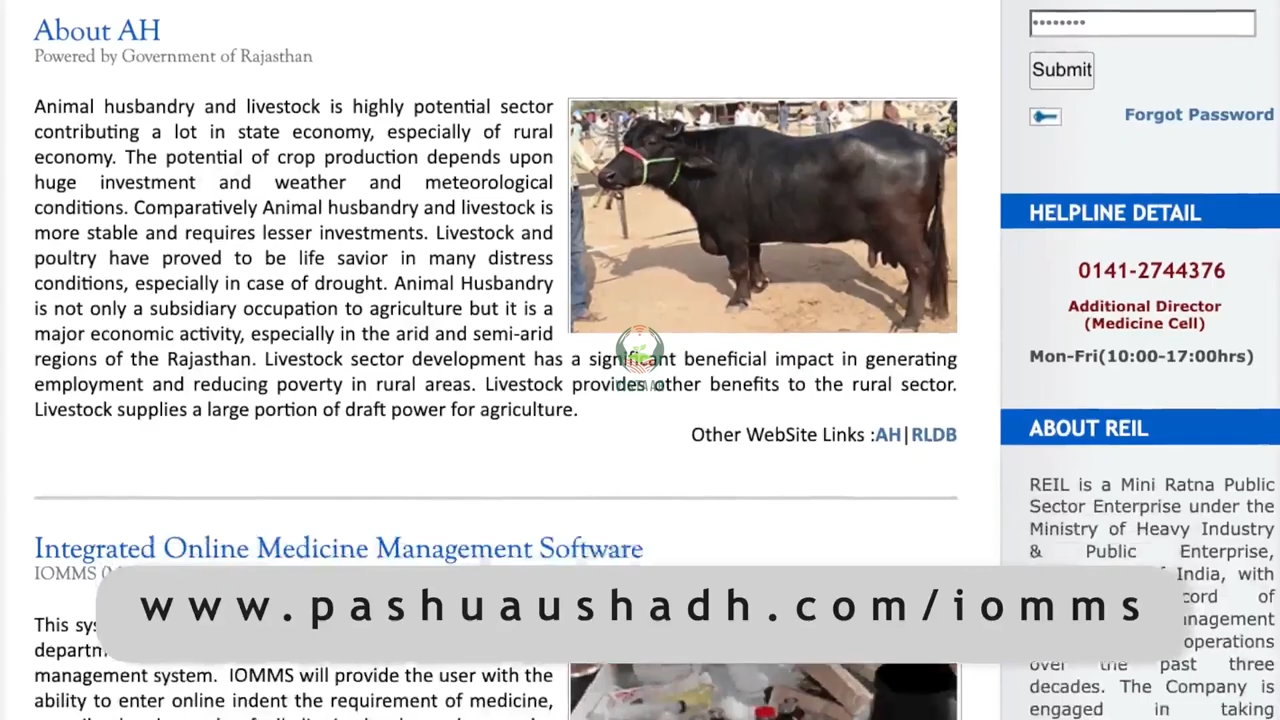 About AH
Powered by Government of Rajasthan
Animal husbandry and livestock is highly potential sector
contributing a lot in state economy, especially of rural
economy. The potential of crop production depends upon
huge investment and weather and meteorological
conditions. Comparatively Animal husbandry and livestock is
more stable and requires lesser investments. Livestock and
poultry have proved to be life savior in many distress
conditions, especially in case of drought. Animal Husbandry
is not only a subsidiary occupation to agriculture but it is a
major economic activity, especially in the arid and semi-arid
regions of the Rajasthan. Livestock sector development has a significant beneficial impact in generating
employment and reducing poverty in rural areas. Livestock provides other benefits to the rural sector.
Livestock supplies a large portion of draft power for agriculture.
Other WebSite Links :AH|RLDB
Integrated Online Medicine Management Software
IOMMS
This
management system. IOMMS will provide the user with the
ability to enter online indent the requirement of medicine,
www.pashuaushadh.com/iomms
Submit
Forgot Password
HELPLINE DETAIL
0141-2744376
Additional Director
(Medicine Cell)
Mon-Fri(10:00-17:00hrs)
ABOUT REIL
REIL is a Mini Ratna Public
Sector Enterprise under the
Ministry of Heavy Industry
& Public Enterprise,
India, with
of
operations
over the past three
decades. The Company is
engaged in taking